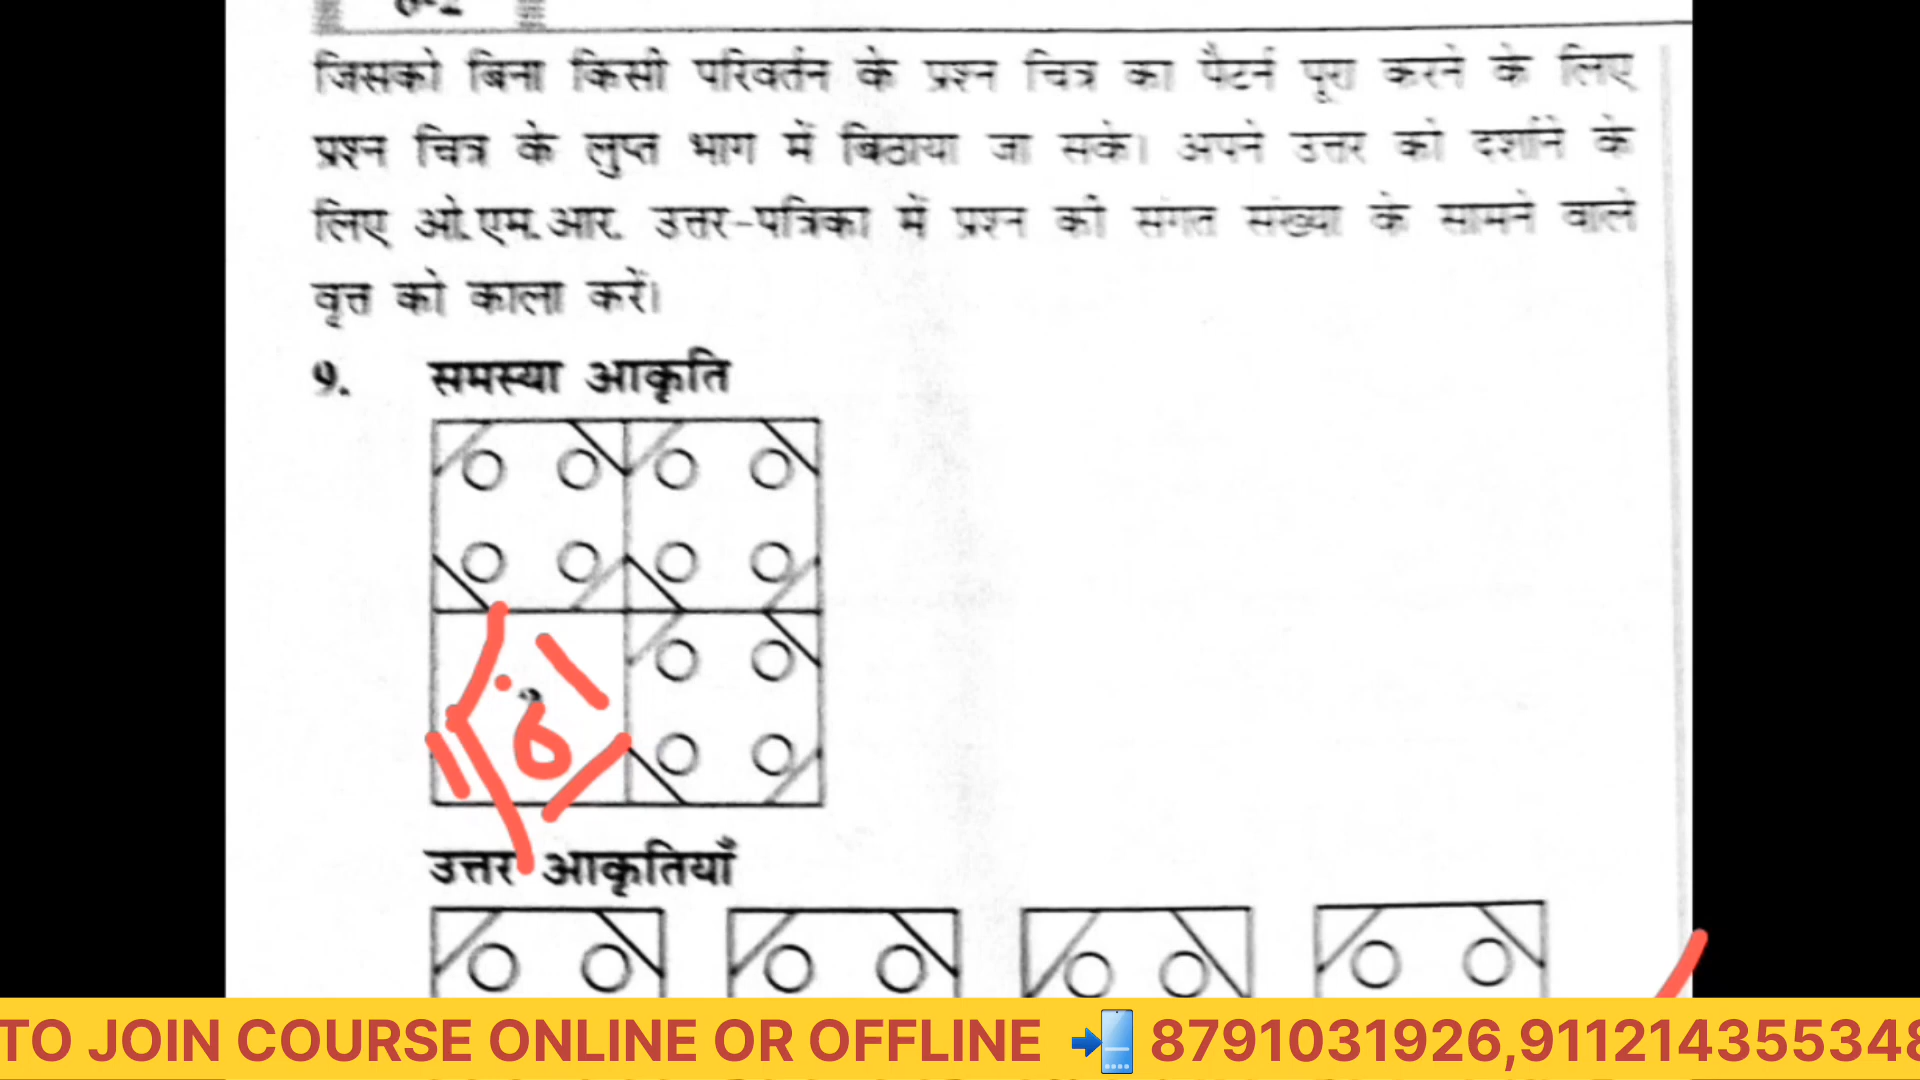 जिसको बिना किसी परिवर्तन के प्रश्न चित्र का पैटर्न पूरा करने के लिए
प्रश्न चित्र के लुप्त भाग में बिठाया जा सके। अपने उत्तर को दर्शाने के
लिए ओ.एम.आर. उत्तर-पत्रिका में प्रश्न की संगत संख्या के सामने वाले
वृत्त को काला करें।
9. समस्या आकृति
?
उत्तर आकृतियाँ
TO JOIN COURSE ONLINE OR OFFLINE 📲 8791031926,911214355348